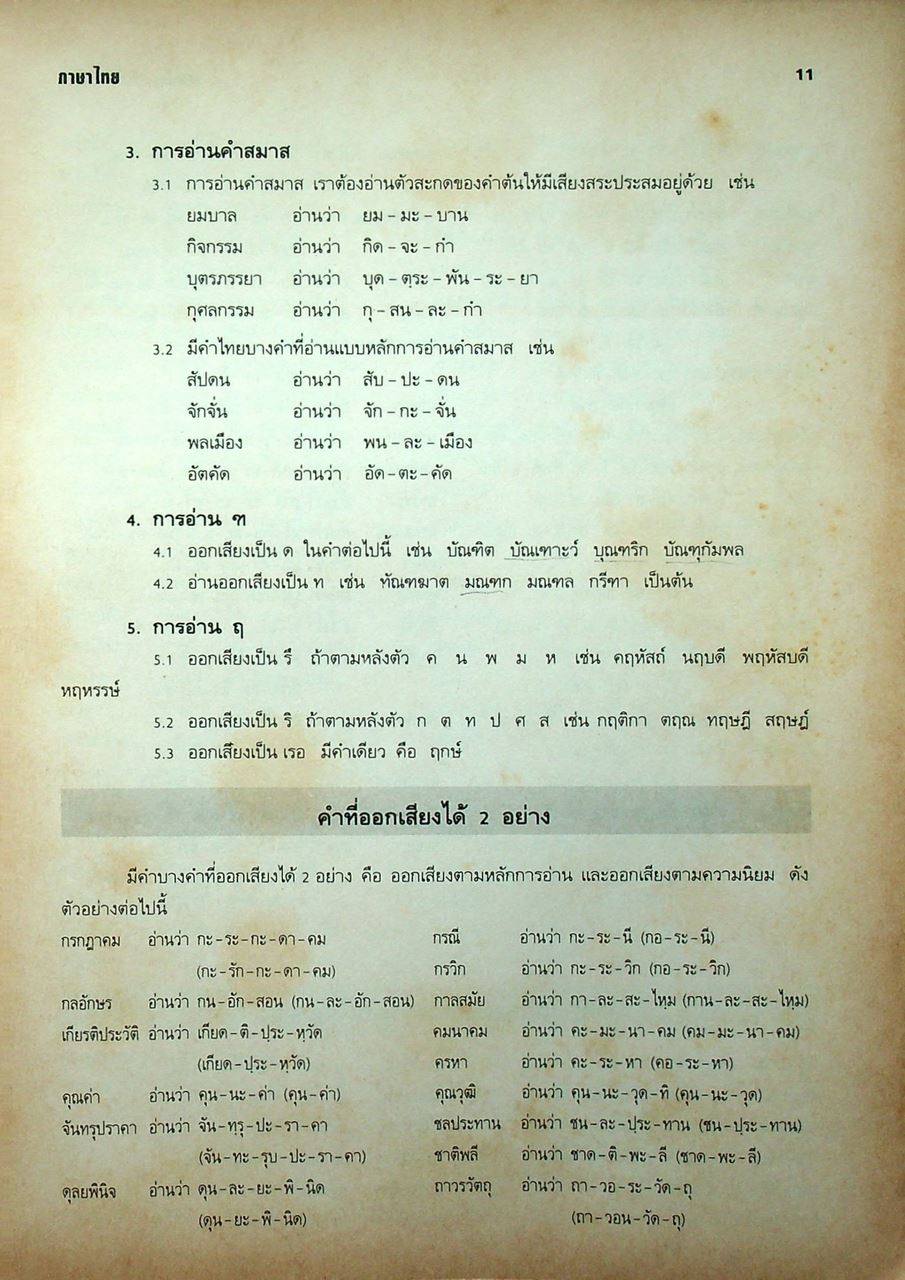 ภาษาไทย 11
3. การอ่านคำสมาส
3.1 การอ่านคำสมาส เราต้องอ่านตัวสะกดของคำต้นให้มีเสียงสระประสมอยู่ด้วย เช่น
ยมบาล อ่านว่า ยม – มะ – บาน
กิจกรรม อ่านว่า กิด – จะ – กำ
บุตรภรรยา อ่านว่า บุด – ตฺระ – พัน – ระ – ยา
กุศลกรรม อ่านว่า กุ – สน – ละ – กำ
3.2 มีคำไทยบางคำที่อ่านแบบหลักการอ่านคำสมาส เช่น
สัปดน อ่านว่า สับ – ปะ – ดน
จักจั่น อ่านว่า จัก – กะ – จั่น
พลเมือง อ่านว่า พน – ละ – เมือง
อัตคัด อ่านว่า อัด – ตะ – คัด
4. การอ่าน ฑ
4.1 ออกเสียงเป็น ด ในคำต่อไปนี้ เช่น บัณฑิต บัณเฑาะว์ บุณฑริก บัณฑุกัมพล
4.2 อ่านออกเสียงเป็น ท เช่น ทัณฑฆาต มณฑก มณฑล กรีฑา เป็นต้น
5. การอ่าน ฤ
5.1 ออกเสียงเป็น รึ ถ้าตามหลังตัว ค น พ ม ห เช่น คฤหัสถ์ นฤบดี พฤหัสบดี
หฤหรรษ์
5.2 ออกเสียงเป็น ริ ถ้าตามหลังตัว ก ต ท ป ศ ส เช่น กฤติกา ตฤณ ทฤษฎี สฤษฎ์
5.3 ออกเสียงเป็น เรอ มีคำเดียว คือ ฤกษ์
คำที่ออกเสียงได้ 2 อย่าง
มีคำบางคำที่ออกเสียงได้ 2 อย่าง คือ ออกเสียงตามหลักการอ่าน และออกเสียงตามความนิยม ดัง
ตัวอย่างต่อไปนี้
กรกฎาคม อ่านว่า กะ–ระ–กะ–ดา–คม กรณี อ่านว่า กะ–ระ–นี (กอ–ระ–นี)
(กะ–รัก–กะ–ดา–คม) กรวิก อ่านว่า กะ–ระ–วิก (กอ–ระ–วิก)
กลอักษร อ่านว่า กน–อัก–สอน (กน–ละ–อัก–สอน) กาลสมัย อ่านว่า กา–ละ–สะ–ไหฺม (กาน–ละ–สะ–ไหฺม)
เกียรติประวัติ อ่านว่า เกียด–ติ–ปฺระ–หฺวัด คมนาคม อ่านว่า คะ–มะ–นา–คม (คม–มะ–นา–คม)
(เกียด–ปฺระ–หฺวัด) ครหา อ่านว่า คะ–ระ–หา (คอ–ระ–หา)
คุณค่า อ่านว่า คุน–นะ–ค่า (คุน–ค่า) คุณวุฒิ อ่านว่า คุน–นะ–วุด–ทิ (คุน–นะ–วุด)
จันทรุปราคา อ่านว่า จัน–ทฺรุ–ปะ–รา–คา ชลประทาน อ่านว่า ชน–ละ–ปฺระ–ทาน (ชน–ปฺระ–ทาน)
(จัน–ทะ–รุบ–ปะ–รา–คา) ชาติพลี อ่านว่า ชาด–ติ–พะ–ลี (ชาด–พะ–ลี)
ดุลยพินิจ อ่านว่า ดุน–ละ–ยะ–พิ–นิด ถาวรวัตถุ อ่านว่า ถา–วอ–ระ–วัด–ถุ
(ดุน–ยะ–พิ–นิด) (ถา–วอน–วัด–ถุ)